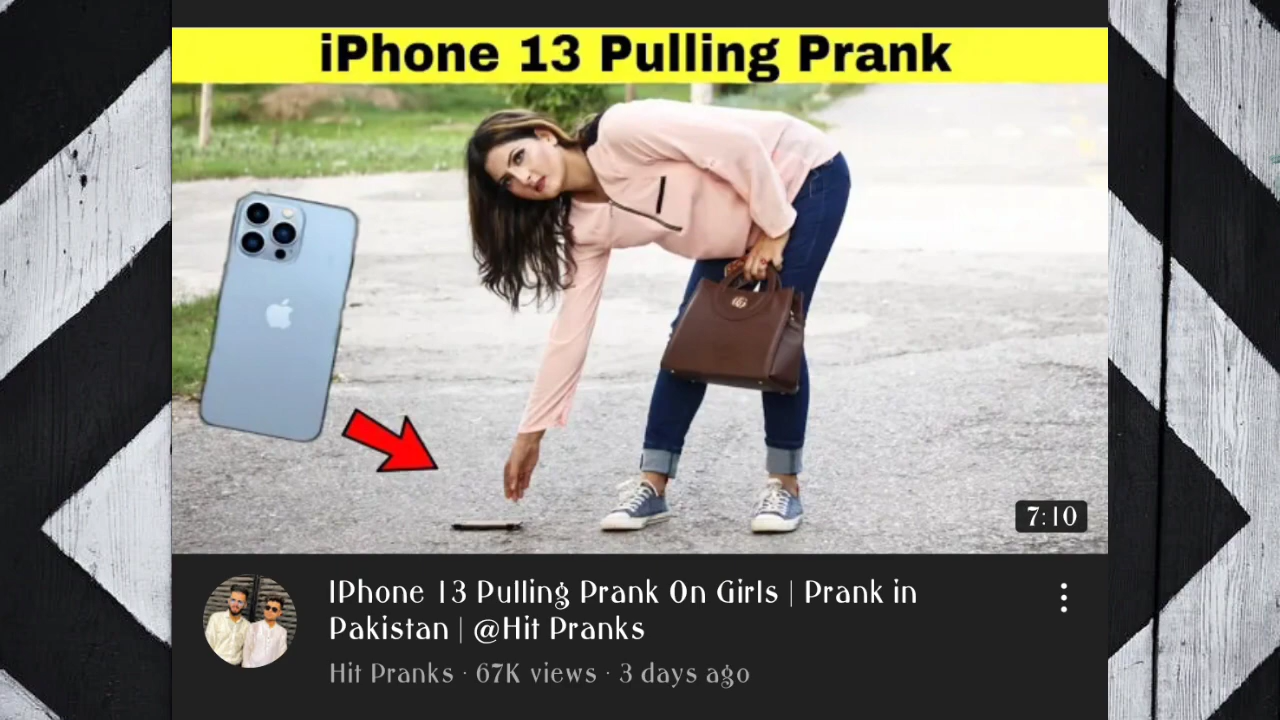 iPhone 13 Pulling Prank
7:10
IPhone 13 Pulling Prank On Girls | Prank in
Pakistan | @Hit Pranks
Hit Pranks · 67K views · 3 days ago